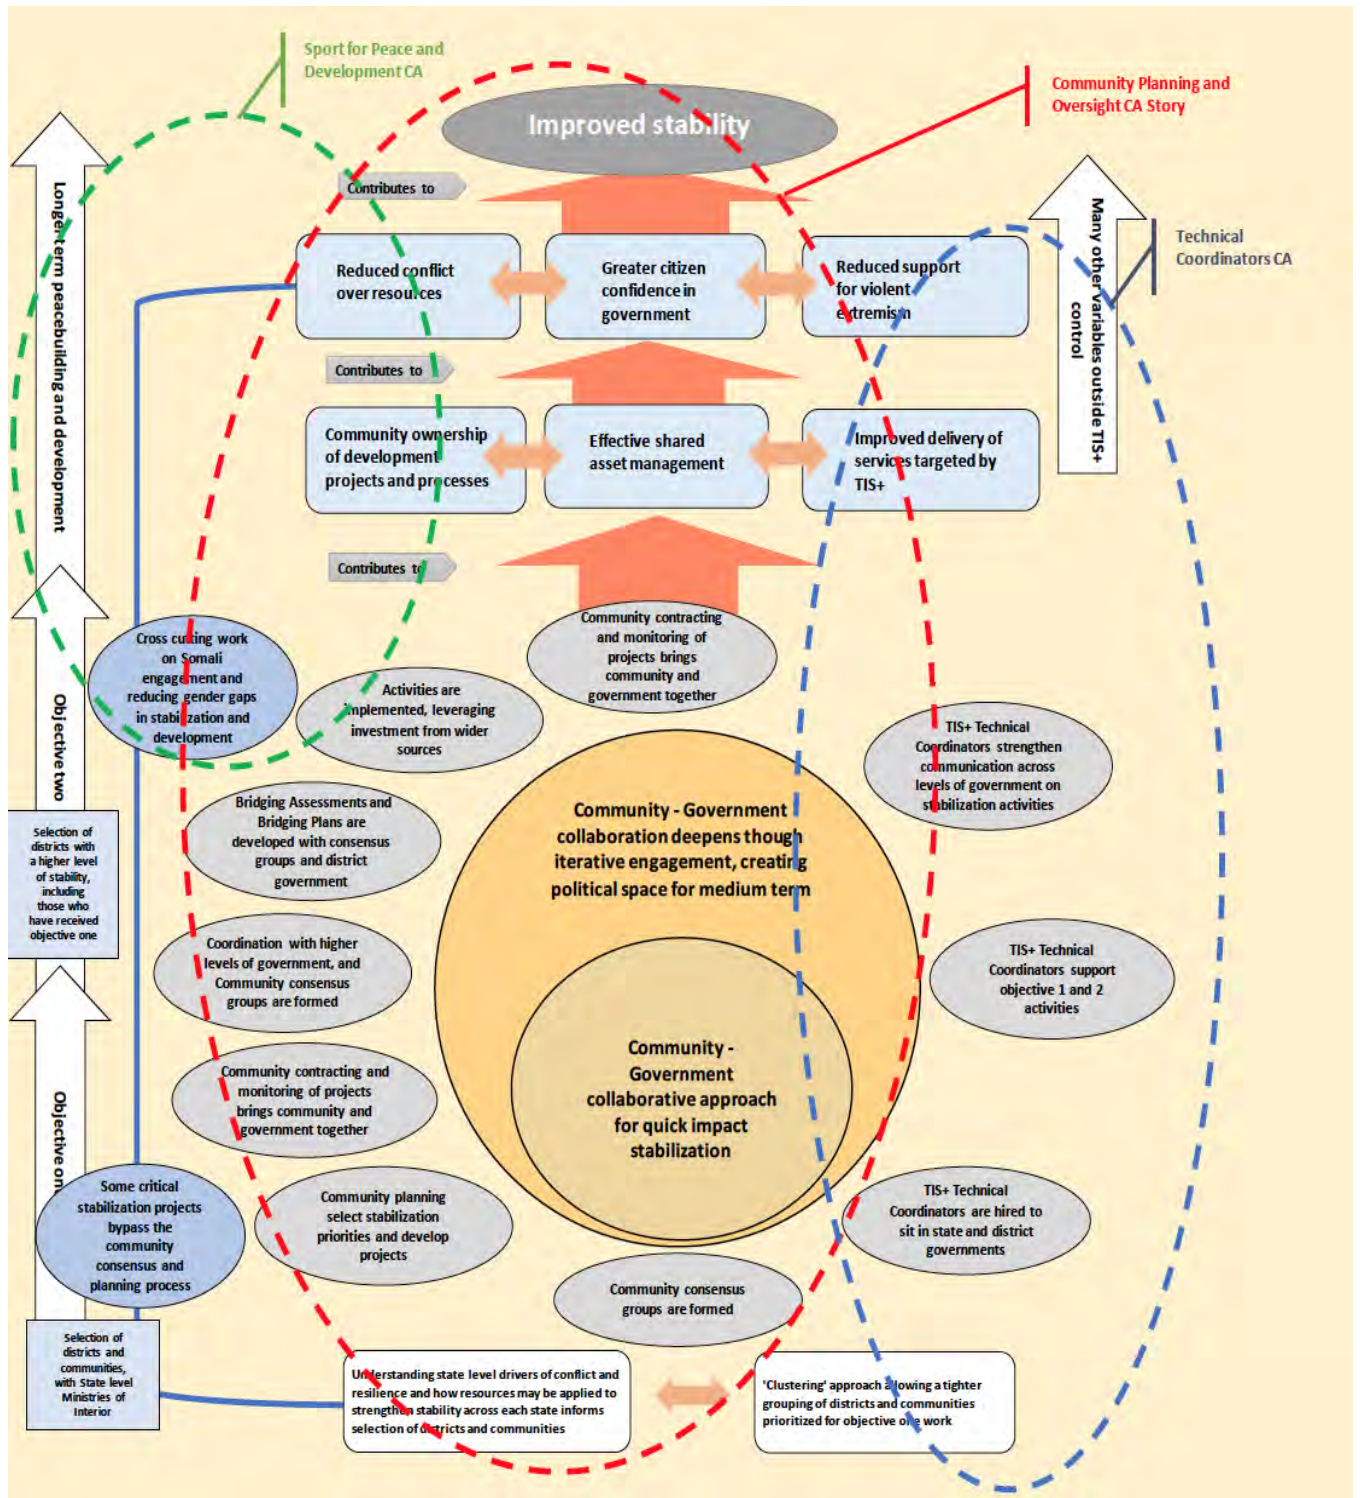 Sport for Peace and
Development CA
Community Planning and
Oversight CA Story
Improved stability
Contributes to
Longer term peacebuilding and development
Many other variables outside TIS+
control
Technical
Coordinators CA
Reduced conflict
over resources
Greater citizen
confidence in
government
Reduced support
for violent
extremism
Contributes to
Community ownership
of development
projects and processes
Effective shared
asset management
Improved delivery of
services targeted by
TIS+
Contributes to
Community contracting
and monitoring of
projects brings
community and
government together
Cross cutting work
on Somali
engagement and
reducing gender gaps
in stabilization and
development
Activities are
implemented, leveraging
investment from wider
sources
Objective two
TIS+ Technical
Coordinators strengthen
communication across
levels of government on
stabilization activities
Bridging Assessments and
Bridging Plans are
developed with consensus
groups and district
government
Community - Government
collaboration deepens though
iterative engagement, creating
political space for medium term
Selection of
districts with
a higher level
of stability,
including
those who
have received
objective one
Coordination with higher
levels of government, and
Community consensus
groups are formed
TIS+ Technical
Coordinators support
objective 1 and 2
activities
Community -
Government
collaborative approach
for quick impact
stabilization
Community contracting and
monitoring of projects
brings community and
government together
Objective one
Some critical
stabilization projects
bypass the
community
consensus and
planning process
Community planning
select stabilization
priorities and develop
projects
TIS+ Technical
Coordinators are hired to
sit in state and district
governments
Community consensus
groups are formed
Selection of
districts and
communities,
with State level
Ministries of
Interior
Understanding state level drivers of conflict and
resilience and how resources may be applied to
strengthen stability across each state informs
selection of districts and communities
'Clustering' approach allowing a tighter
grouping of districts and communities
prioritized for objective one work